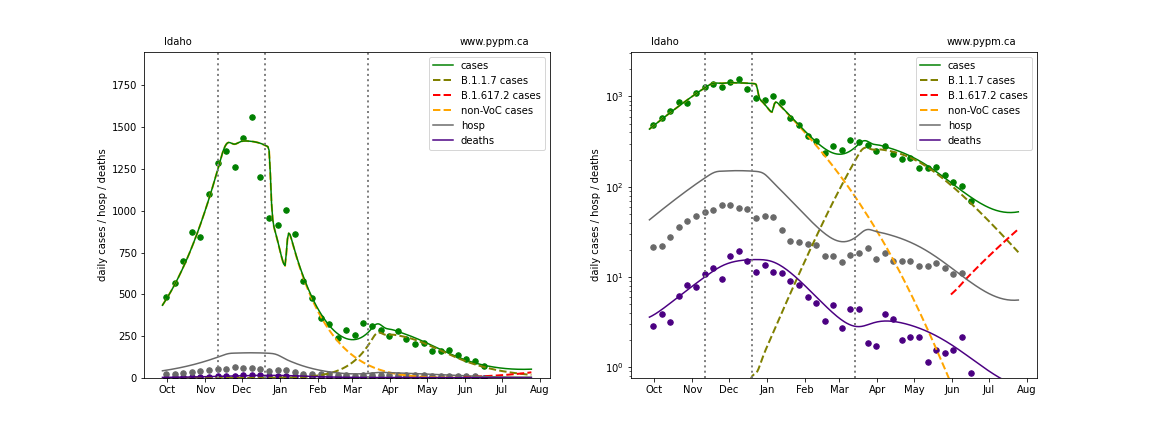 Idaho
www.pypm.ca
cases
B.1.1.7 cases
B.1.617.2 cases
non-VoC cases
hosp
deaths
daily cases / hosp / deaths
1750
1500
1250
1000
750
500
250
0
Oct Nov Dec Jan Feb Mar Apr May Jun Jul Aug
Idaho
www.pypm.ca
cases
B.1.1.7 cases
B.1.617.2 cases
non-VoC cases
hosp
deaths
daily cases / hosp / deaths
10³
10²
10¹
10⁰
Oct Nov Dec Jan Feb Mar Apr May Jun Jul Aug